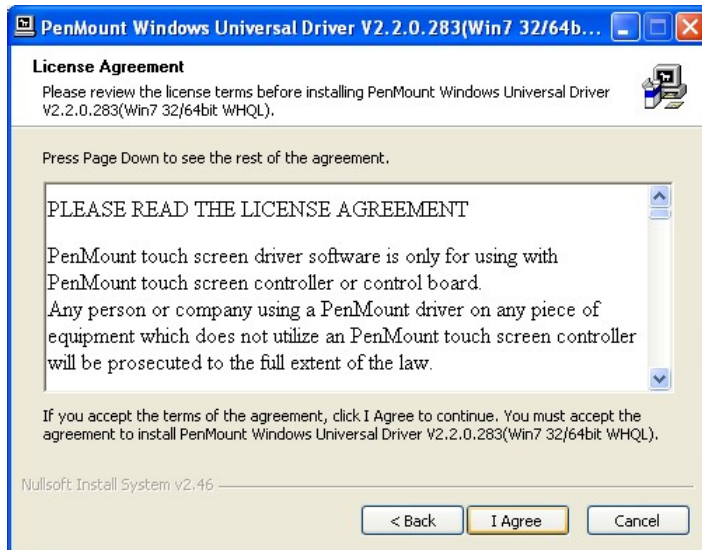 PenMount Windows Universal Driver V2.2.0.283(Win7 32/64b...
License Agreement
Please review the license terms before installing PenMount Windows Universal Driver
V2.2.0.283(Win7 32/64bit WHQL).
Press Page Down to see the rest of the agreement.
PLEASE READ THE LICENSE AGREEMENT
PenMount touch screen driver software is only for using with
PenMount touch screen controller or control board.
Any person or company using a PenMount driver on any piece of
equipment which does not utilize an PenMount touch screen controller
will be prosecuted to the full extent of the law.
If you accept the terms of the agreement, click I Agree to continue. You must accept the
agreement to install PenMount Windows Universal Driver V2.2.0.283(Win7 32/64bit WHQL).
Nullsoft Install System v2.46
< Back I Agree Cancel